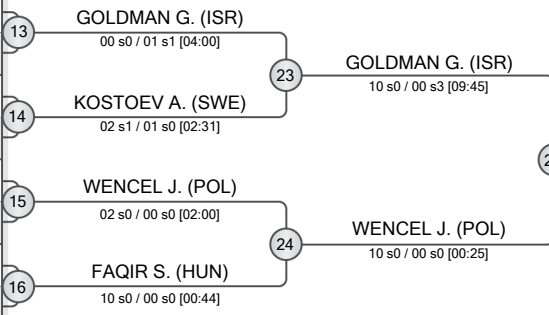 13
GOLDMAN G. (ISR)
00 s0 / 01 s1 [04:00]
23
GOLDMAN G. (ISR)
10 s0 / 00 s3 [09:45]
14
KOSTOEV A. (SWE)
02 s1 / 01 s0 [02:31]
15
WENCEL J. (POL)
02 s0 / 00 s0 [02:00]
24
WENCEL J. (POL)
10 s0 / 00 s0 [00:25]
16
FAQIR S. (HUN)
10 s0 / 00 s0 [00:44]